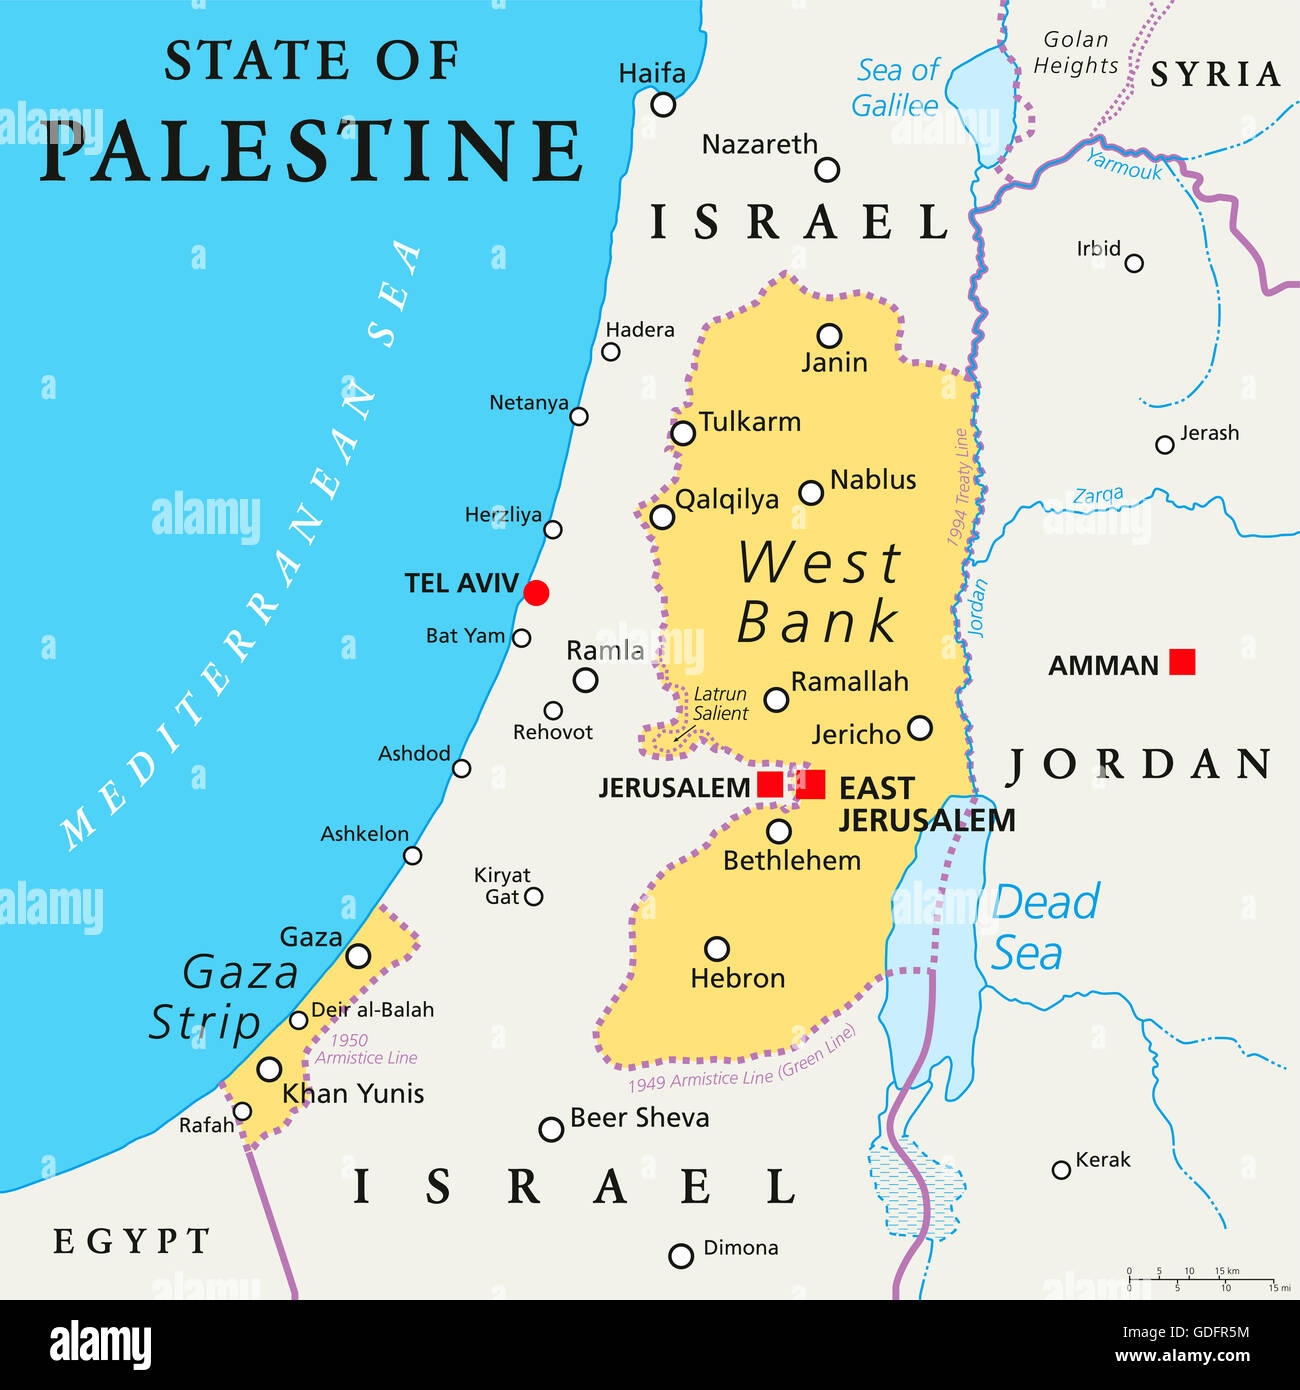 STATE OF
PALESTINE
MEDITERRANEAN SEA
Haifa
Nazareth
ISRAEL
Sea of
Galilee
Golan
Heights
SYRIA
Yarmouk
Irbid
Hadera
Janin
Netanya
Tulkarm
Nablus
Qalqilya
1994 Treaty Line
Jerash
Zarqa
Herzliya
West
Bank
TEL AVIV
Jordan
Bat Yam
Ramla
AMMAN
Latrun
Salient
Ramallah
Rehovot
Jericho
Ashdod
JORDAN
JERUSALEM
EAST
JERUSALEM
Ashkelon
Bethlehem
Kiryat
Gat
Dead
Sea
Gaza
Gaza
Strip
Hebron
Deir al-Balah
1950
Armistice Line
1949 Armistice Line (Green Line)
Khan Yunis
Rafah
Beer Sheva
ISRAEL
Kerak
EGYPT
Dimona
0 5 10 15 km
0 5 10 15 mi
alamy
a
alamy
Image ID: GDFR5M
www.alamy.com